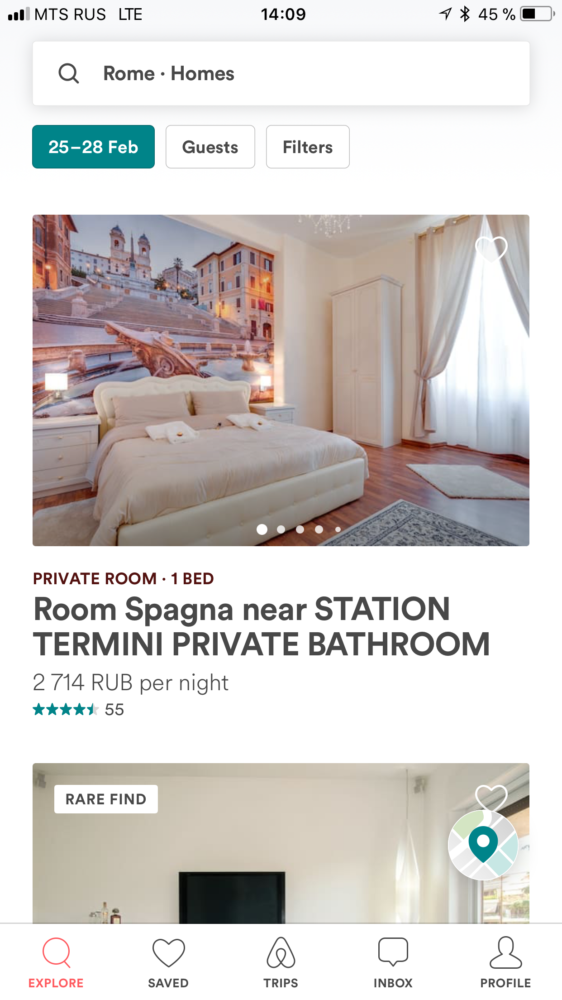 MTS RUS LTE 14:09 45 %
Rome · Homes
25–28 Feb Guests Filters
PRIVATE ROOM · 1 BED
Room Spagna near STATION
TERMINI PRIVATE BATHROOM
2 714 RUB per night
55
RARE FIND
EXPLORE SAVED TRIPS INBOX PROFILE